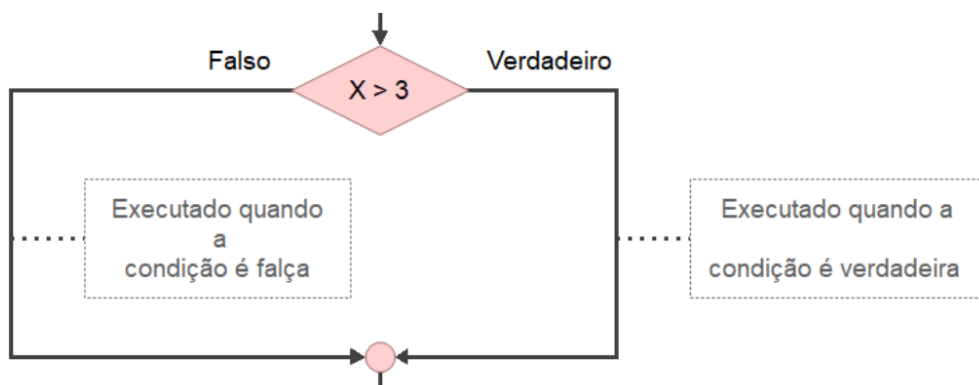 Falso
Verdadeiro
X > 3
Executado quando
a
condição é falça
Executado quando a
condição é verdadeira